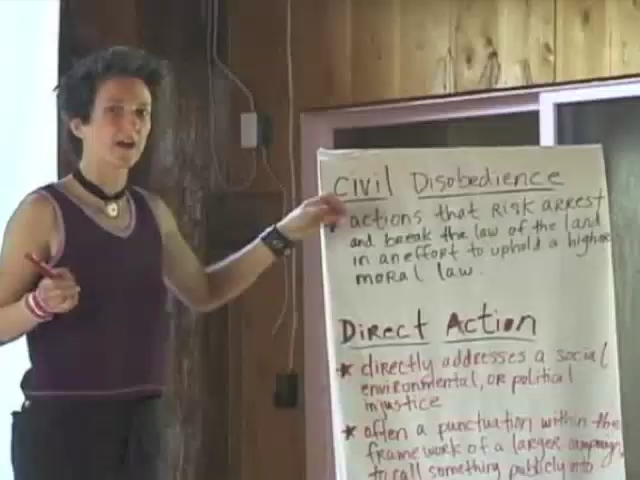 Civil Disobedience
* actions that Risk arrest
and break the law of the land
in an effort to uphold a higher
moral law.
Direct Action
* directly addresses a social
environmental, or political
injustice
* often a punctuation within the
framework of a larger campaign,
to call something publicly into